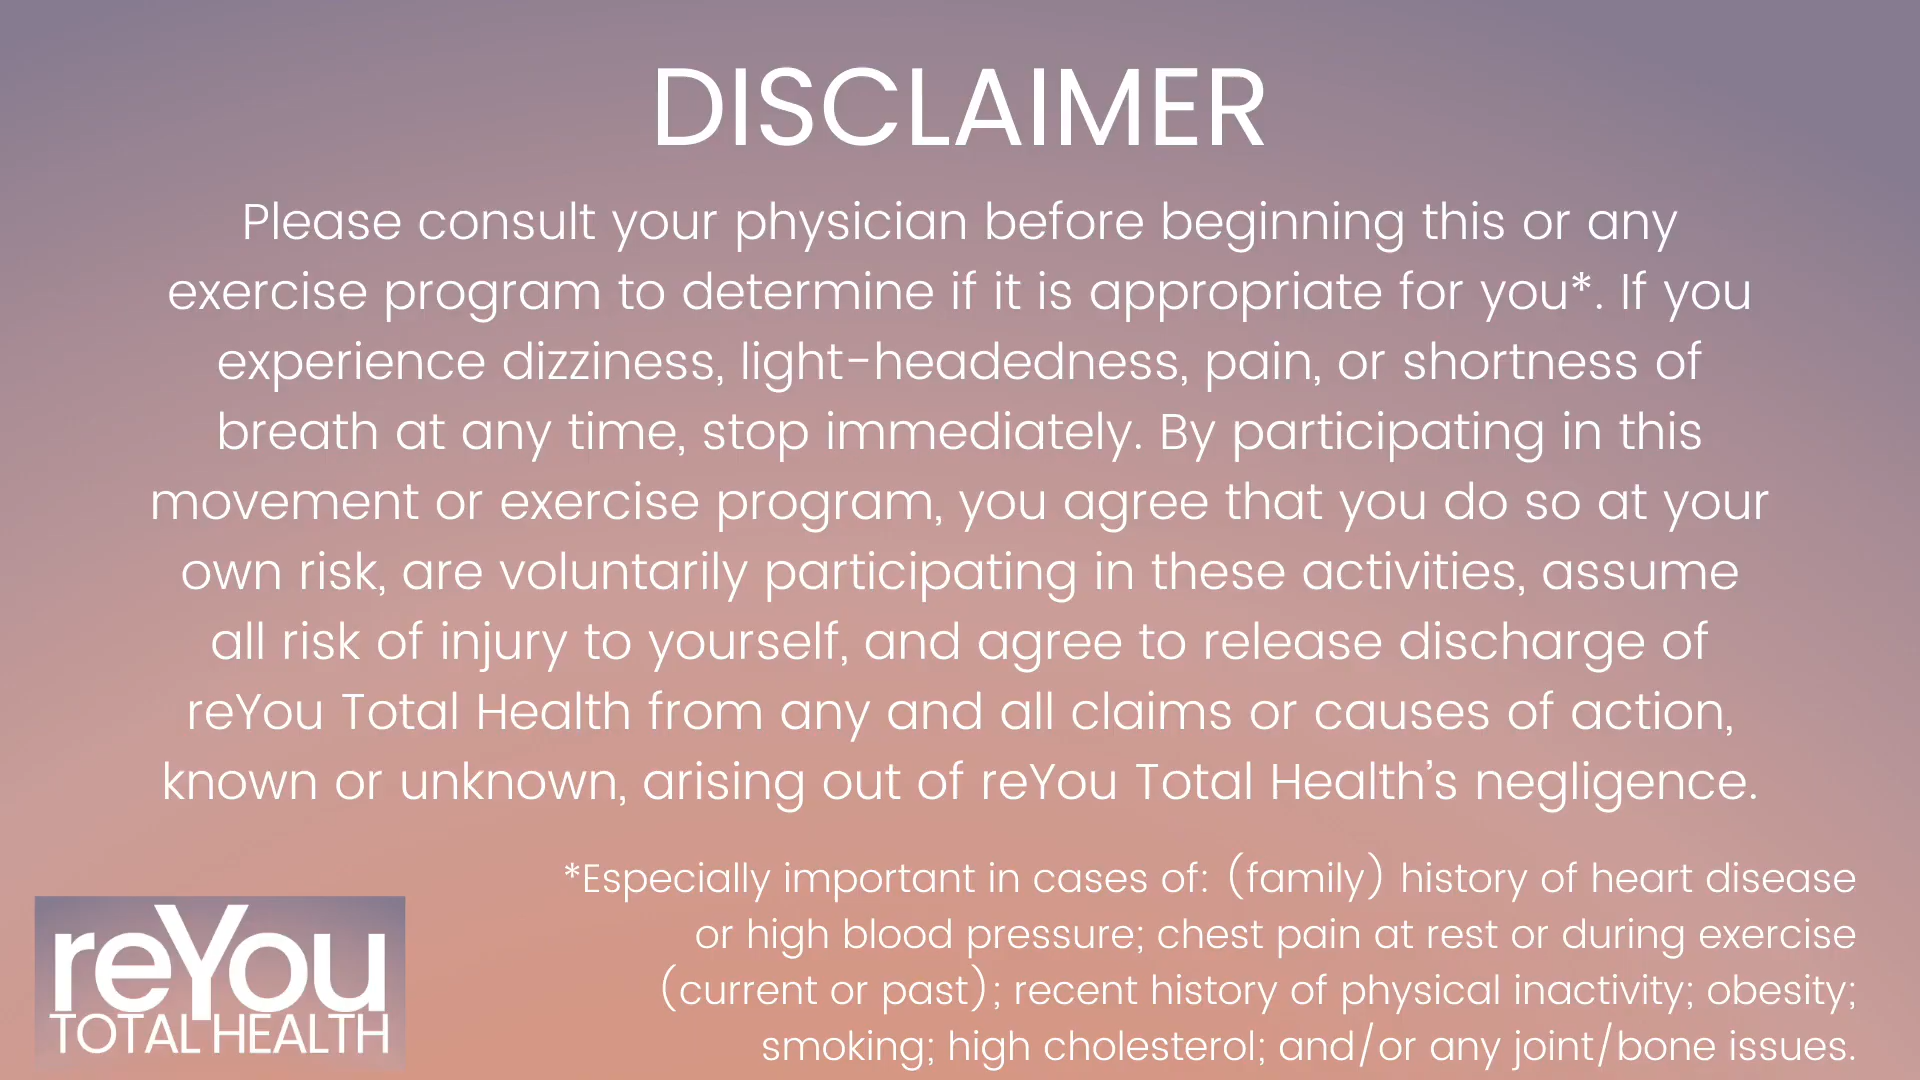 DISCLAIMER
Please consult your physician before beginning this or any
exercise program to determine if it is appropriate for you*. If you
experience dizziness, light-headedness, pain, or shortness of
breath at any time, stop immediately. By participating in this
movement or exercise program, you agree that you do so at your
own risk, are voluntarily participating in these activities, assume
all risk of injury to yourself, and agree to release discharge of
reYou Total Health from any and all claims or causes of action,
known or unknown, arising out of reYou Total Health’s negligence.
*Especially important in cases of: (family) history of heart disease
or high blood pressure; chest pain at rest or during exercise
(current or past); recent history of physical inactivity; obesity;
smoking; high cholesterol; and/or any joint/bone issues.
reYou
TOTAL HEALTH